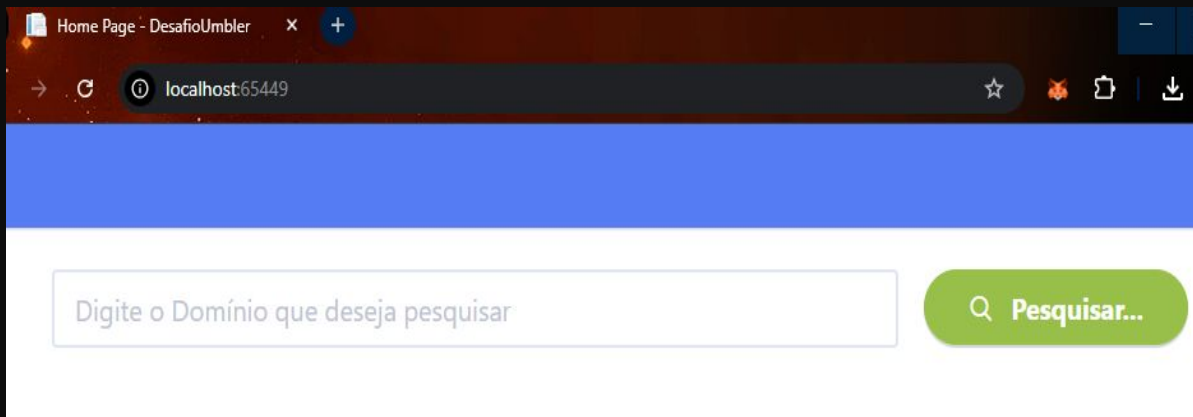 Home Page - DesafioUmbler
localhost:65449
Digite o Domínio que deseja pesquisar
Pesquisar...